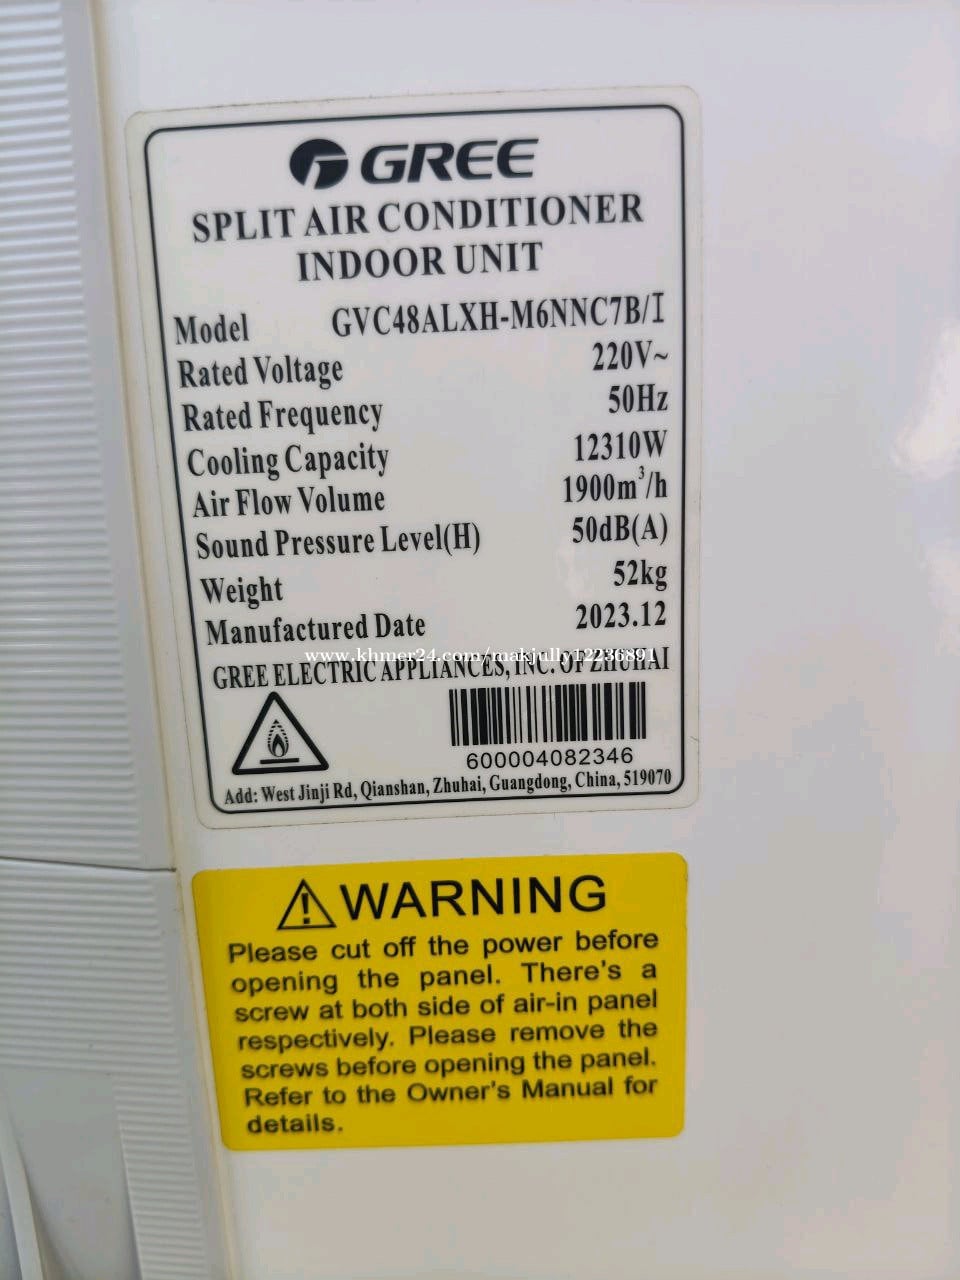 GREE
SPLIT AIR CONDITIONER
INDOOR UNIT
Model GVC48ALXH-M6NNC7B/I
Rated Voltage 220V~
Rated Frequency 50Hz
Cooling Capacity 12310W
Air Flow Volume 1900m³/h
Sound Pressure Level(H) 50dB(A)
Weight 52kg
Manufactured Date 2023.12
www.khmer24.com/makjully12236891
GREE ELECTRIC APPLIANCES, INC. OF ZHUHAI
600004082346
Add: West Jinji Rd, Qianshan, Zhuhai, Guangdong, China, 519070
WARNING
Please cut off the power before
opening the panel. There's a
screw at both side of air-in panel
respectively. Please remove the
screws before opening the panel.
Refer to the Owner's Manual for
details.